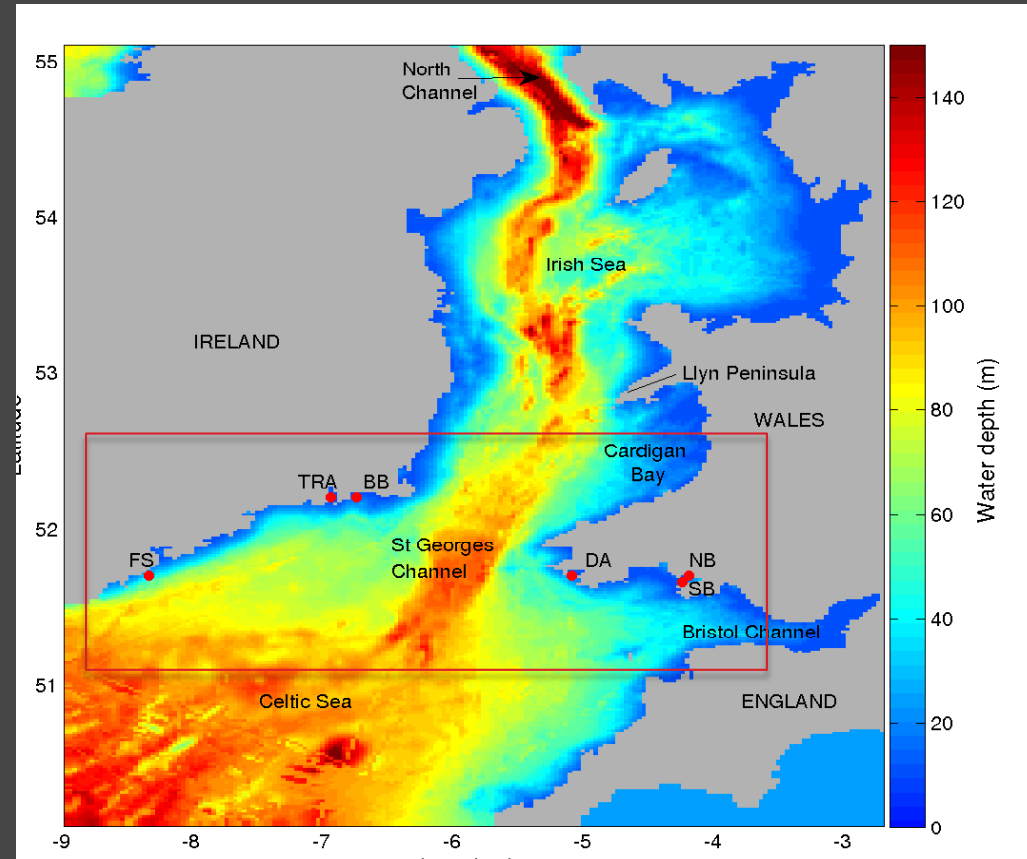 55
North
Channel
140
120
54
Irish Sea
100
IRELAND
53
Llyn Peninsula
80
WALES
Water depth (m)
Cardigan
Bay
TRA
BB
60
52
St Georges
Channel
FS
DA
NB
SB
40
Bristol Channel
51
Celtic Sea
ENGLAND
20
0
-9
-8
-7
-6
-5
-4
-3